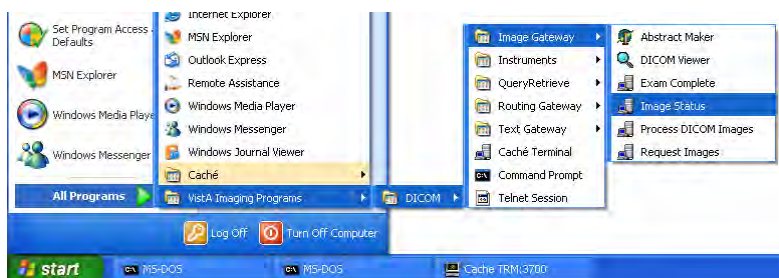 Set Program Access
Defaults
MSN Explorer
Windows Media Playe
Windows Messenger
All Programs
Internet Explorer
MSN Explorer
Outlook Express
Remote Assistance
Windows Media Player
Windows Messenger
Windows Journal Viewer
Caché
VistA Imaging Programs
DICOM
Image Gateway
Instruments
QueryRetrieve
Routing Gateway
Text Gateway
Caché Terminal
Command Prompt
Telnet Session
Abstract Maker
DICOM Viewer
Exam Complete
Image Status
Process DICOM Images
Request Images
Log Off
Turn Off Computer
start
MS-DOS
MS-DOS
Cache TRM:3700